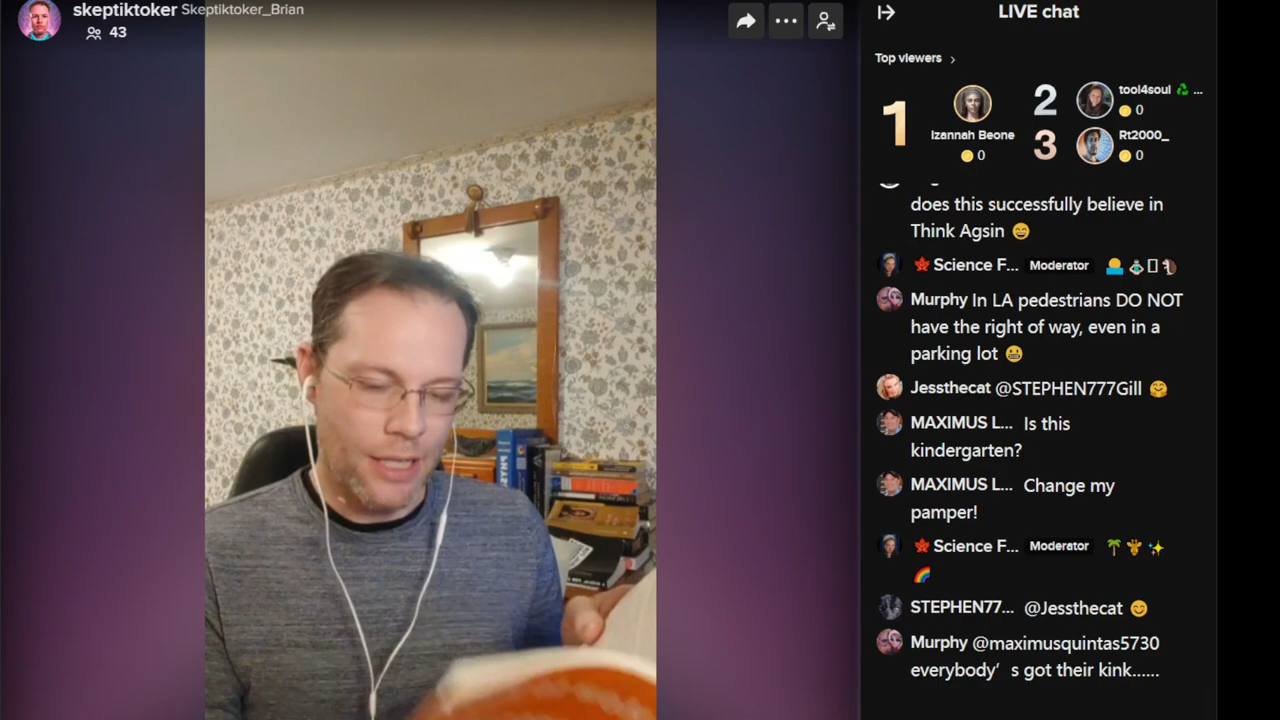 skeptiktoker Skeptiktoker_Brian
43
LIVE chat
Top viewers
1
Izannah Beone
0
2
tool4soul ♻️ ...
0
3
Rt2000_
0
does this successfully believe in
Think Agsin 😄
Science F... Moderator
Murphy In LA pedestrians DO NOT
have the right of way, even in a
parking lot 😬
Jessthecat @STEPHEN777Gill 🤗
MAXIMUS L... Is this
kindergarten?
MAXIMUS L... Change my
pamper!
Science F... Moderator 🌴🦒✨
🌈
STEPHEN77... @Jessthecat 😊
Murphy @maximusquintas5730
everybody's got their kink......